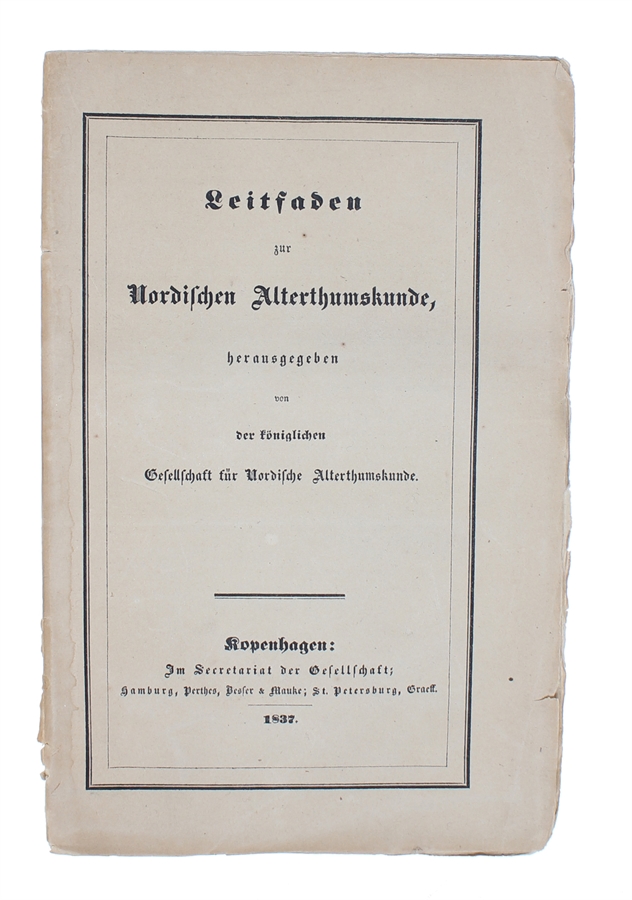 Leitfaden
zur
Nordischen Alterthumskunde,
herausgegeben
von
der königlichen
Gesellschaft für Nordische Alterthumskunde.
Kopenhagen:
Im Secretariat der Gesellschaft;
Hamburg, Perthes, Besser & Mauke; St. Petersburg, Graeff.
1837.